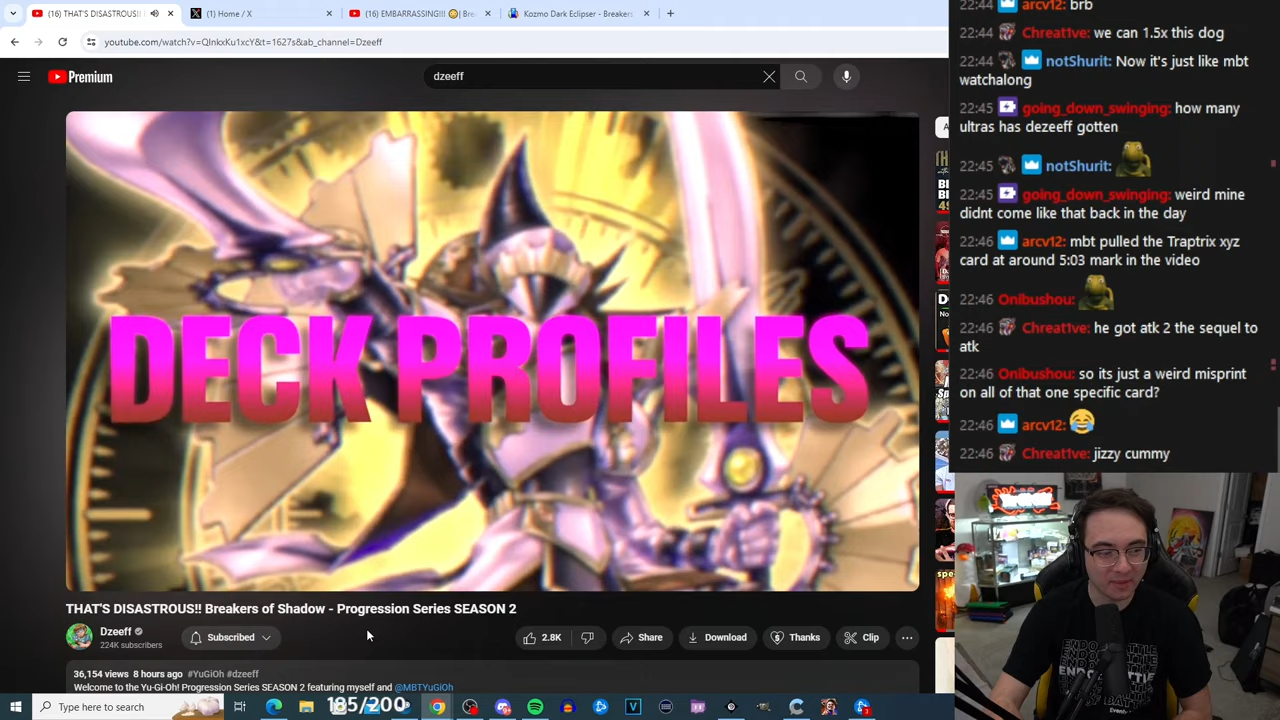 (16) THAT'S DISASTROUS!! E
(1) Home / X
(16) EMBARRASSING!!! | Brea
Kozmo Dark Eclipser - Breakers
youtube.com/watch?v=QInkxKu1xcY&t=1627s&ab_channel=Dzeeff
Premium
dzeeff
DECK PROFILES
THAT'S DISASTROUS!! Breakers of Shadow - Progression Series SEASON 2
Dzeeff
224K subscribers
Subscribed
2.8K
Share
Download
Thanks
Clip
36,154 views 8 hours ago #YuGiOh #dzeeff
Welcome to the Yu-Gi-Oh! Progression Series SEASON 2 featuring myself and @MBTYuGiOh
Type here to search
185/200
22:44 arcv12: brb
22:44 Chreat1ve: we can 1.5x this dog
22:44 notShurit: Now it's just like mbt
watchalong
22:45 going_down_swinging: how many
ultras has dezeeff gotten
22:45 notShurit:
22:45 going_down_swinging: weird mine
didnt come like that back in the day
22:46 arcv12: mbt pulled the Traptrix xyz
card at around 5:03 mark in the video
22:46 Onibushou:
22:46 Chreat1ve: he got atk 2 the sequel to
atk
22:46 Onibushou: so its just a weird misprint
on all of that one specific card?
22:46 arcv12:
22:46 Chreat1ve: jizzy cummy